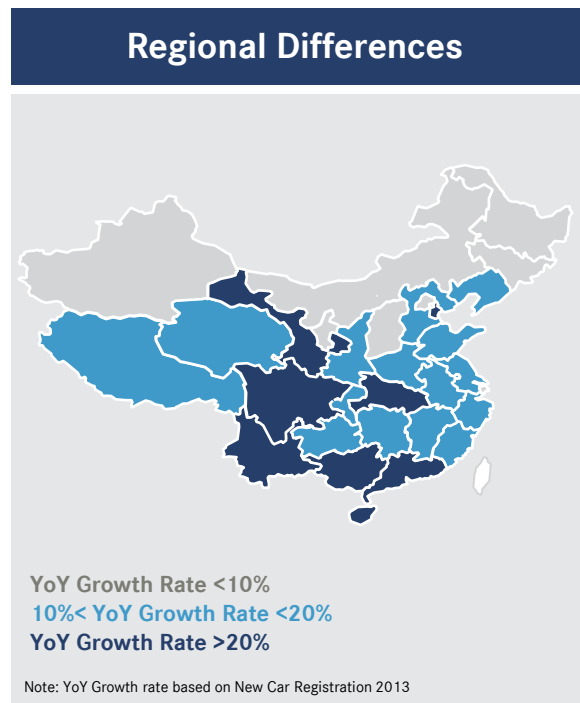 Regional Differences
YoY Growth Rate <10%
10%< YoY Growth Rate <20%
YoY Growth Rate >20%
Note: YoY Growth rate based on New Car Registration 2013